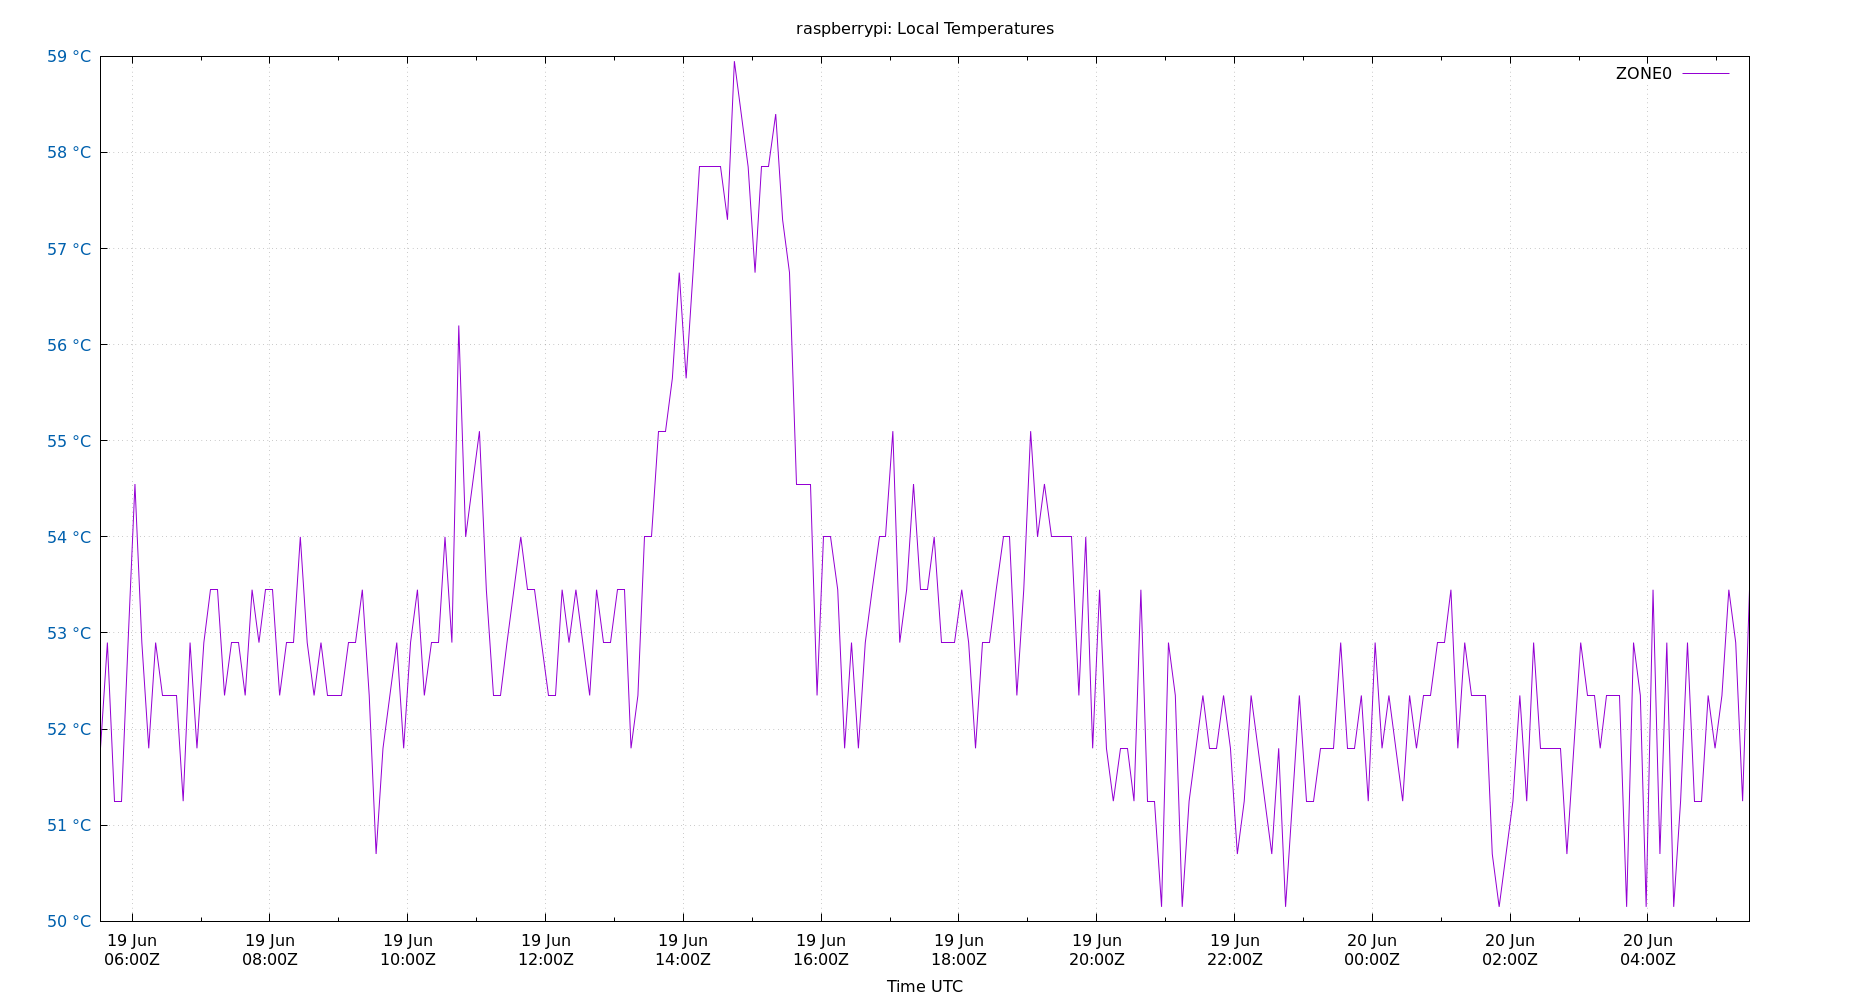 raspberrypi: Local Temperatures
59 °C
ZONE0
58 °C
57 °C
56 °C
55 °C
54 °C
53 °C
52 °C
51 °C
50 °C
19 Jun 19 Jun 19 Jun 19 Jun 19 Jun 19 Jun 19 Jun 19 Jun 19 Jun 20 Jun 20 Jun 20 Jun
06:00Z 08:00Z 10:00Z 12:00Z 14:00Z 16:00Z 18:00Z 20:00Z 22:00Z 00:00Z 02:00Z 04:00Z
Time UTC